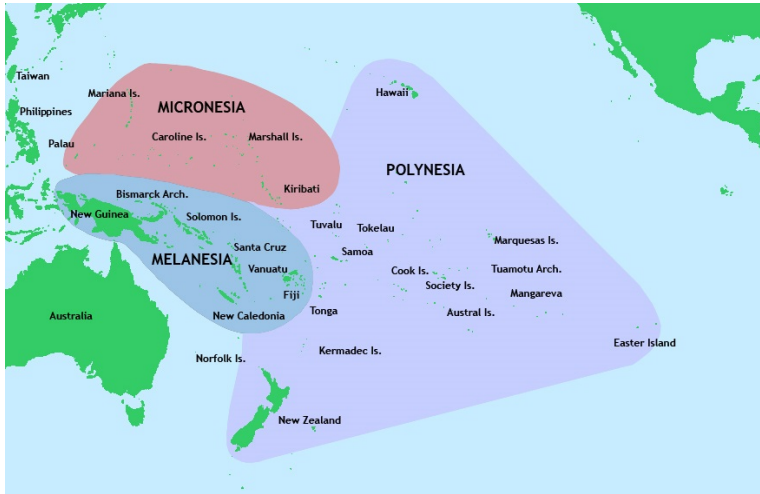 Taiwan
Hawaii
Mariana Is.
MICRONESIA
Philippines
Caroline Is.
Marshall Is.
Palau
POLYNESIA
Kiribati
Bismarck Arch.
New Guinea
Solomon Is.
Tuvalu
Tokelau
Marquesas Is.
Santa Cruz
Samoa
MELANESIA
Vanuatu
Cook Is.
Tuamotu Arch.
Society Is.
Fiji
Mangareva
Tonga
Australia
New Caledonia
Austral Is.
Easter Island
Norfolk Is.
Kermadec Is.
New Zealand